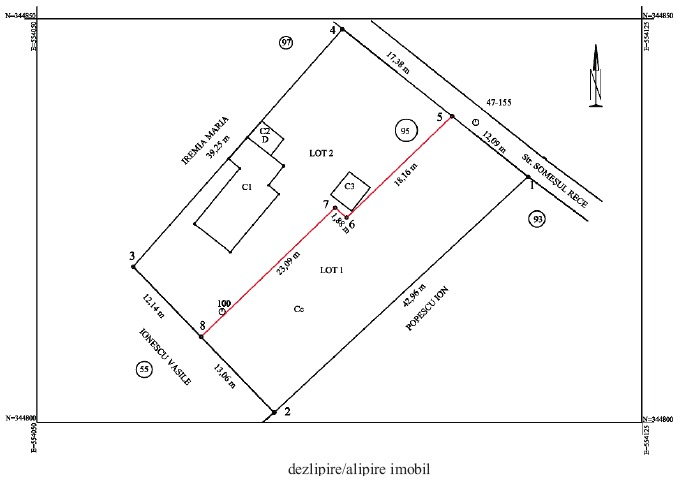 N=344850
N=344850
E=554050
E=554125
4
97
17,38 m
47-155
5
95
C2
D
IREMIA MARIA
39,25 m
12,09 m
LOT 2
Str. SOMEȘUL RECE
18,16 m
C1
C3
1
93
7
6
1,88 m
3
23,09 m
LOT 1
42,96 m
POPESCU ION
12,14 m
100
Cc
8
IONESCU VASILE
55
13,06 m
2
N=344800
N=344800
E=554050
E=554125
dezlipire/alipire imobil